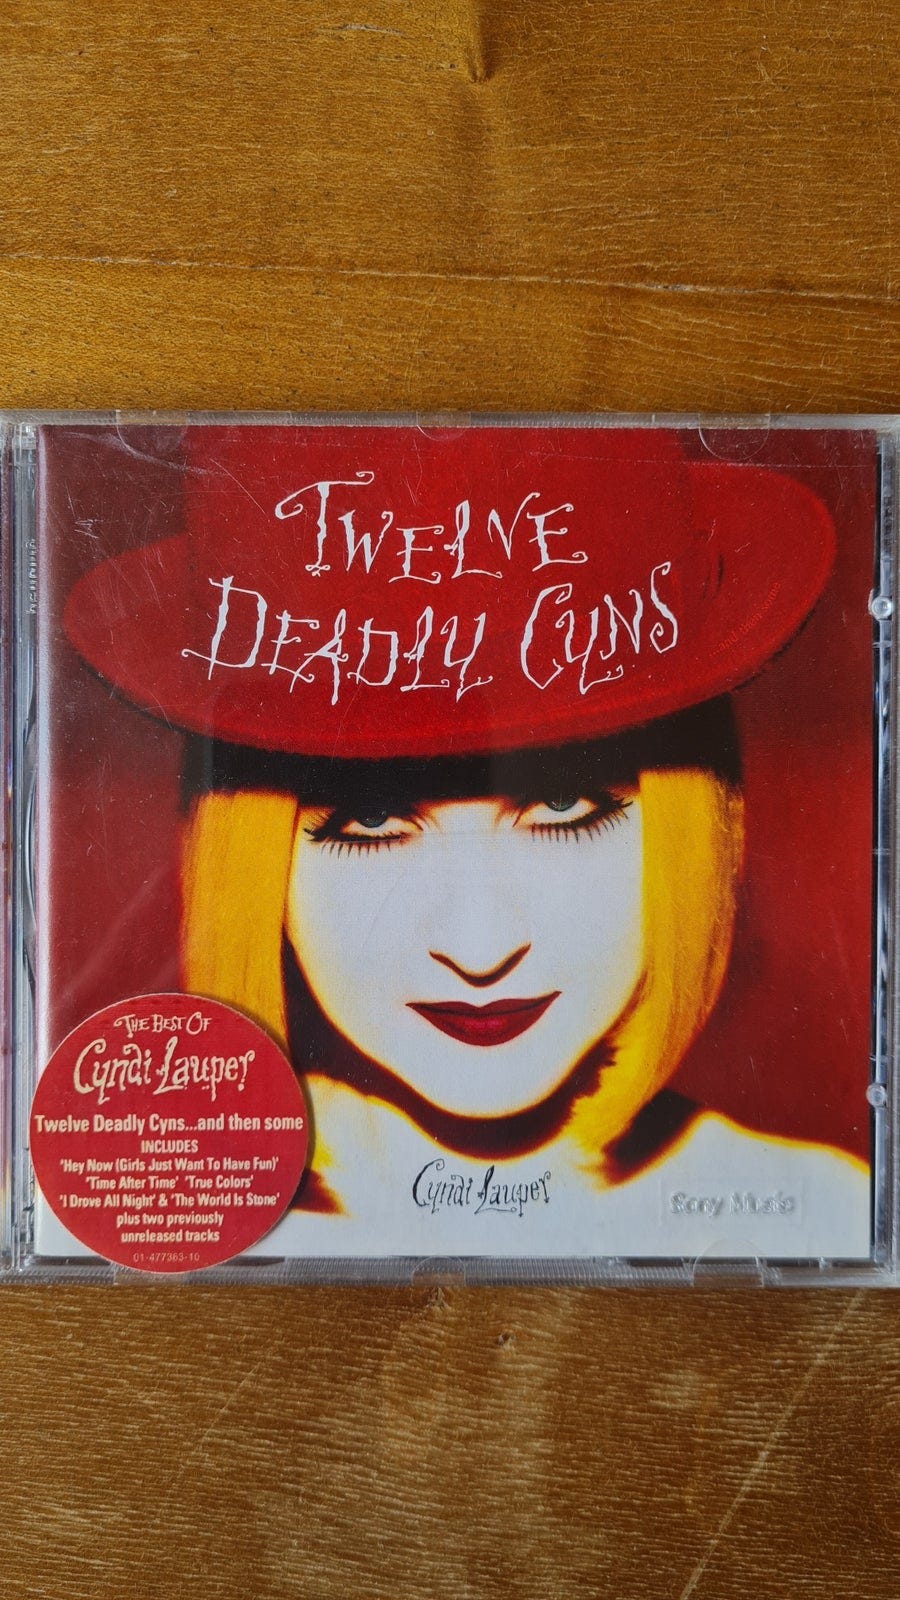 TWELVE
DEADLY CYNS
...and then some
THE BEST OF
Cyndi Lauper
Twelve Deadly Cyns...and then some
INCLUDES
'Hey Now (Girls Just Want To Have Fun)'
'Time After Time' 'True Colors'
'I Drove All Night' & 'The World Is Stone'
plus two previously
unreleased tracks
01-477363-10
Cyndi Lauper
Sony Music